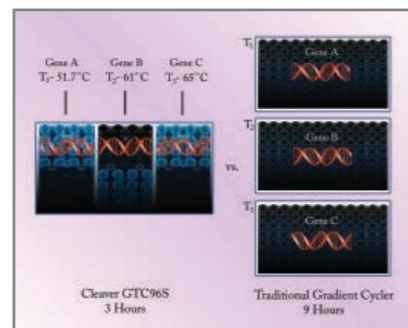 Gene A Gene B Gene C
T₁- 51.7°C T₂- 61°C T₃- 65°C
vs.
T₁
Gene A
T₂
Gene B
T₃
Gene C
Cleaver GTC96S
3 Hours
Traditional Gradient Cycler
9 Hours